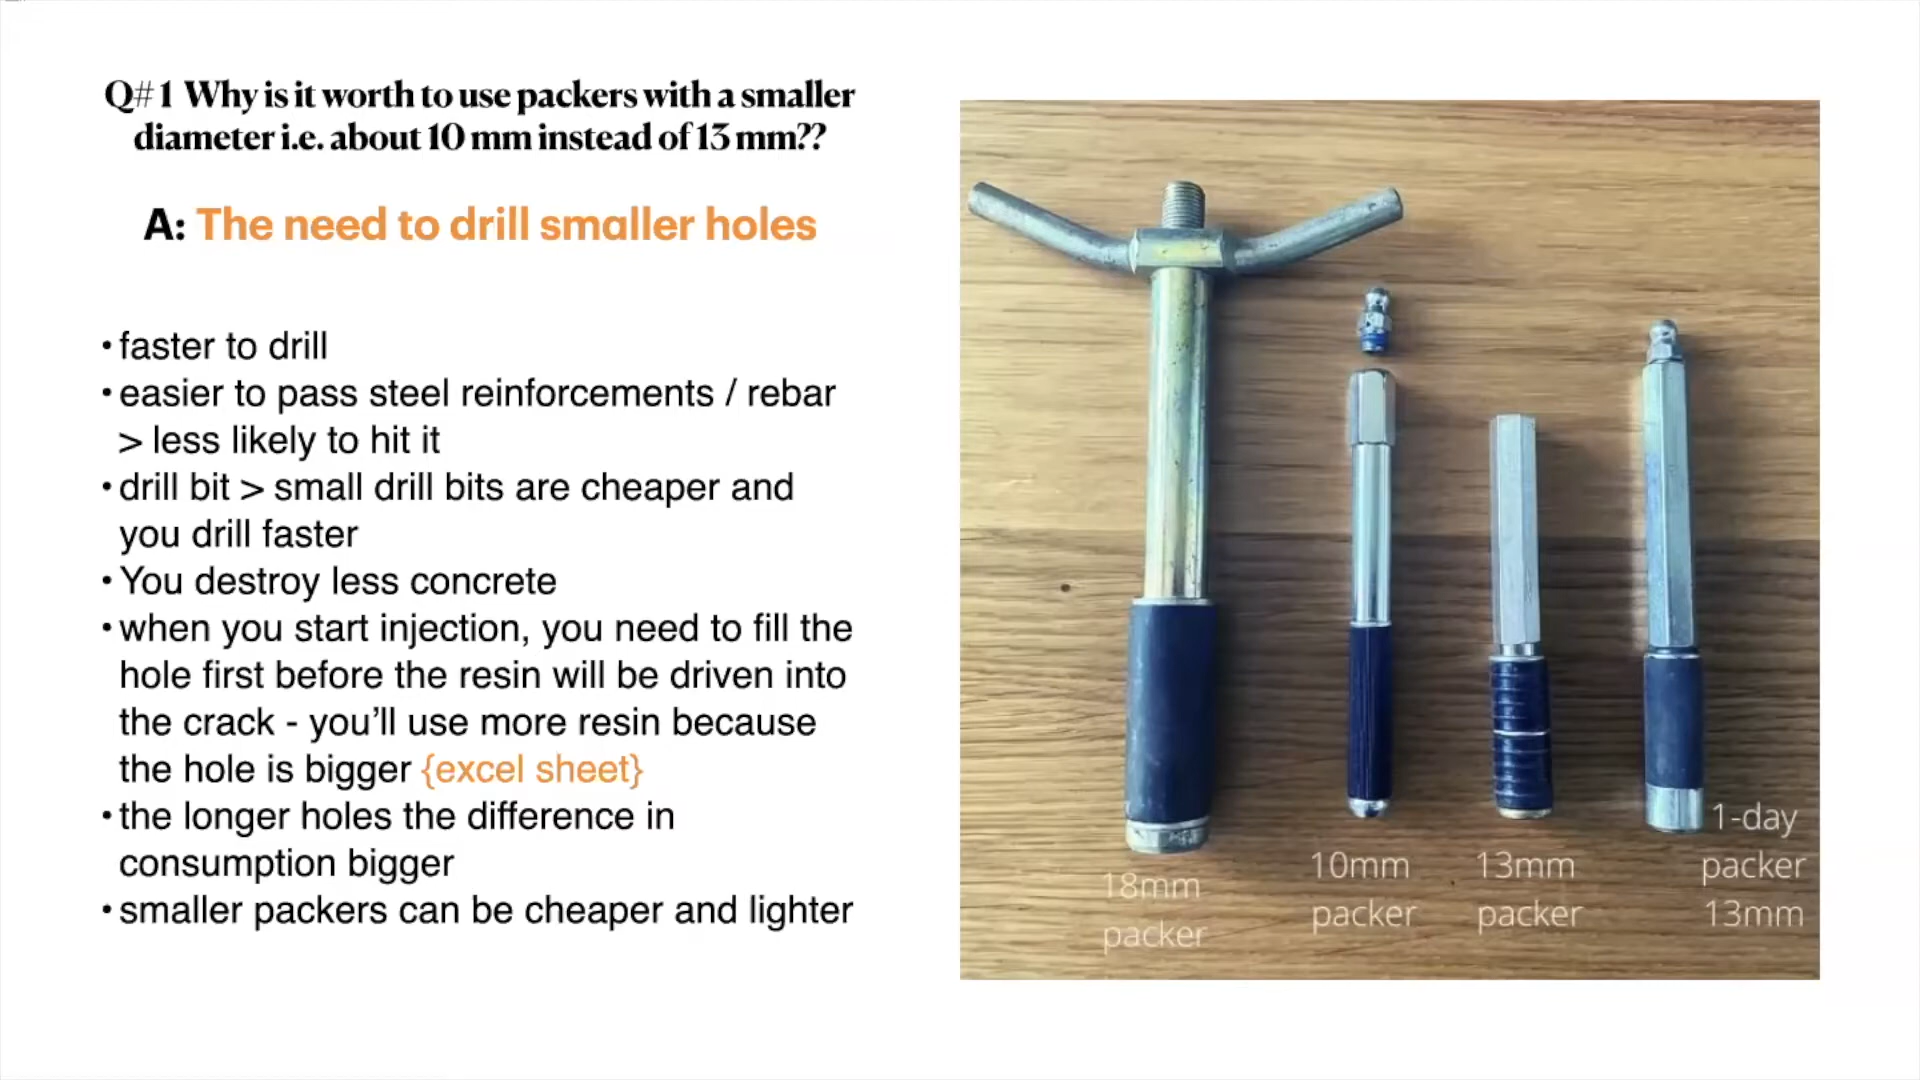 Q#1 Why is it worth to use packers with a smaller
diameter i.e. about 10 mm instead of 13 mm??
A: The need to drill smaller holes
• faster to drill
• easier to pass steel reinforcements / rebar
> less likely to hit it
• drill bit > small drill bits are cheaper and
you drill faster
• You destroy less concrete
• when you start injection, you need to fill the
hole first before the resin will be driven into
the crack - you’ll use more resin because
the hole is bigger {excel sheet}
• the longer holes the difference in
consumption bigger
• smaller packers can be cheaper and lighter
18mm
packer
10mm
packer
13mm
packer
1-day
packer
13mm